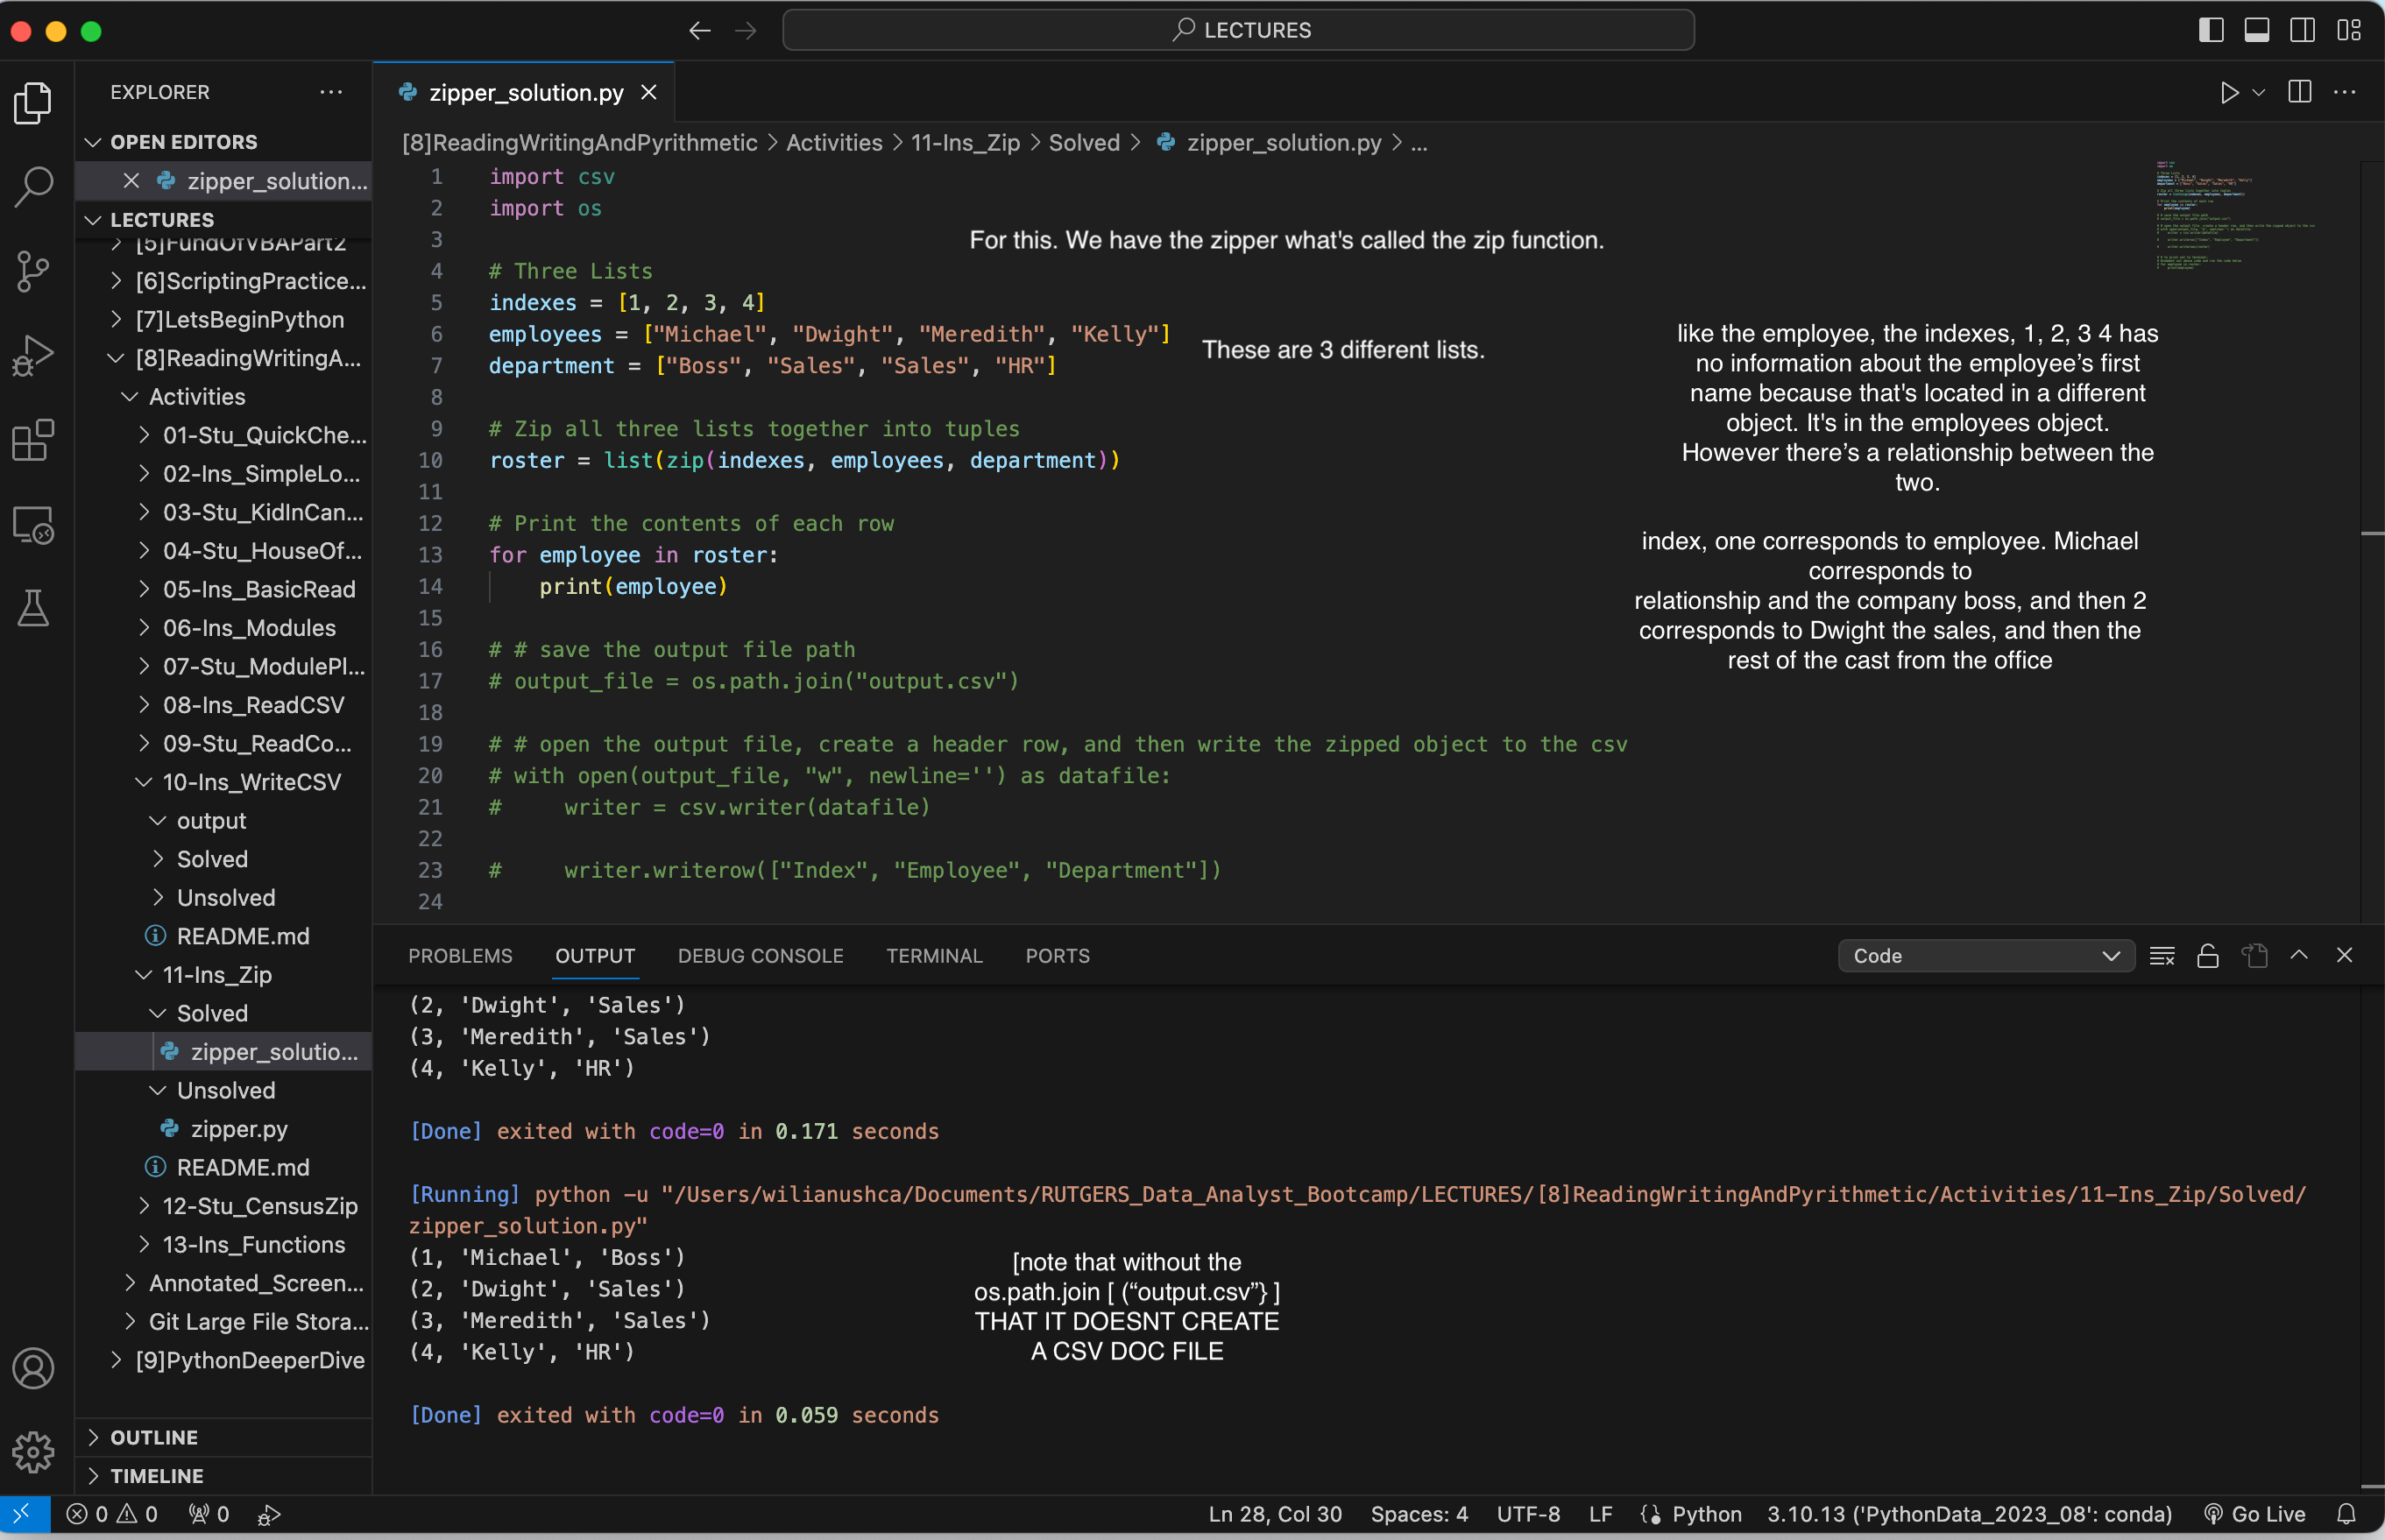 LECTURES
EXPLORER
zipper_solution.py
OPEN EDITORS
zipper_solution...
LECTURES
[5]FundOfVBAPart2
[6]ScriptingPractice...
[7]LetsBeginPython
[8]ReadingWritingA...
Activities
01-Stu_QuickChe...
02-Ins_SimpleLo...
03-Stu_KidInCan...
04-Stu_HouseOf...
05-Ins_BasicRead
06-Ins_Modules
07-Stu_ModulePl...
08-Ins_ReadCSV
09-Stu_ReadCo...
10-Ins_WriteCSV
output
Solved
Unsolved
README.md
11-Ins_Zip
Solved
zipper_solutio...
Unsolved
zipper.py
README.md
12-Stu_CensusZip
13-Ins_Functions
Annotated_Screen...
Git Large File Stora...
[9]PythonDeeperDive
OUTLINE
TIMELINE
[8]ReadingWritingAndPyrithmetic > Activities > 11-Ins_Zip > Solved > zipper_solution.py > ...
1 import csv
2 import os
3
4 # Three Lists
5 indexes = [1, 2, 3, 4]
6 employees = ["Michael", "Dwight", "Meredith", "Kelly"]
7 department = ["Boss", "Sales", "Sales", "HR"]
8
9 # Zip all three lists together into tuples
10 roster = list(zip(indexes, employees, department))
11
12 # Print the contents of each row
13 for employee in roster:
14     print(employee)
15
16 # # save the output file path
17 # output_file = os.path.join("output.csv")
18
19 # # open the output file, create a header row, and then write the zipped object to the csv
20 # with open(output_file, "w", newline='') as datafile:
21 #     writer = csv.writer(datafile)
22
23 #     writer.writerow(["Index", "Employee", "Department"])
24
For this. We have the zipper what's called the zip function.
These are 3 different lists.
like the employee, the indexes, 1, 2, 3 4 has
no information about the employee’s first
name because that's located in a different
object. It's in the employees object.
However there’s a relationship between the
two.
index, one corresponds to employee. Michael
corresponds to
relationship and the company boss, and then 2
corresponds to Dwight the sales, and then the
rest of the cast from the office
PROBLEMS OUTPUT DEBUG CONSOLE TERMINAL PORTS
Code
(2, 'Dwight', 'Sales')
(3, 'Meredith', 'Sales')
(4, 'Kelly', 'HR')
[Done] exited with code=0 in 0.171 seconds
[Running] python -u "/Users/wilianushca/Documents/RUTGERS_Data_Analyst_Bootcamp/LECTURES/[8]ReadingWritingAndPyrithmetic/Activities/11-Ins_Zip/Solved/
zipper_solution.py"
(1, 'Michael', 'Boss')
(2, 'Dwight', 'Sales')
(3, 'Meredith', 'Sales')
(4, 'Kelly', 'HR')
[Done] exited with code=0 in 0.059 seconds
[note that without the
os.path.join [ (“output.csv”} ]
THAT IT DOESNT CREATE
A CSV DOC FILE
0 0 0
Ln 28, Col 30 Spaces: 4 UTF-8 LF Python 3.10.13 ('PythonData_2023_08': conda) Go Live